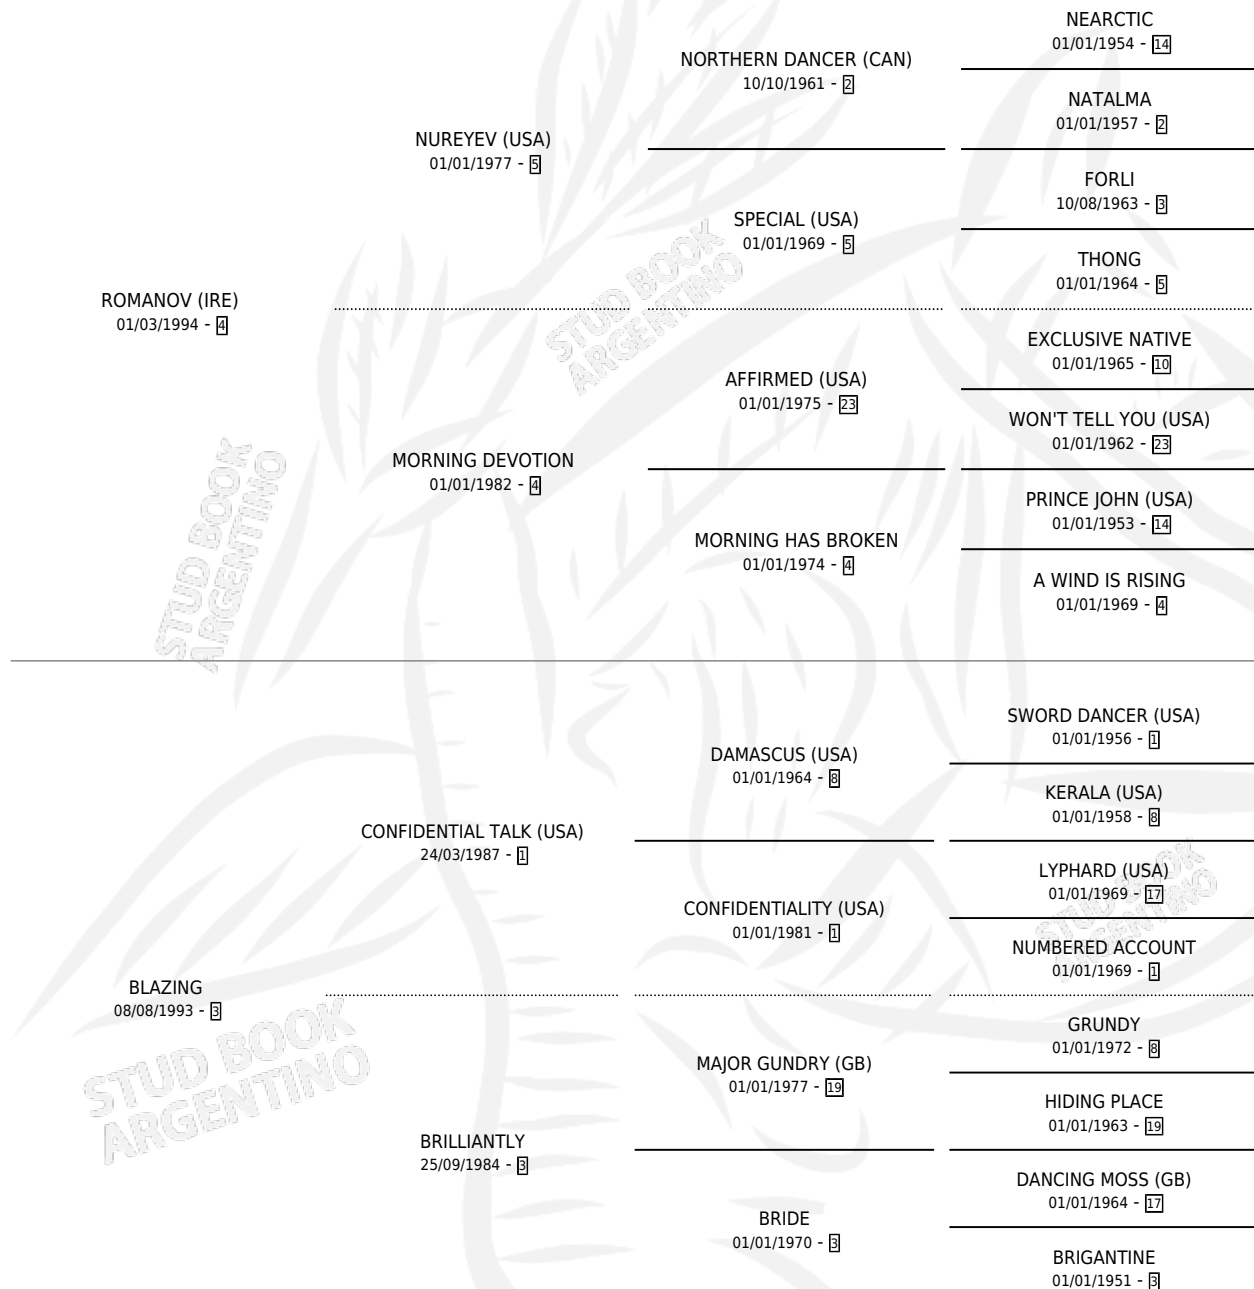 NEARCTIC
01/01/1954 - 14
NORTHERN DANCER (CAN)
10/10/1961 - 2
NATALMA
01/01/1957 - 2
NUREYEV (USA)
01/01/1977 - 5
FORLI
10/08/1963 - 3
SPECIAL (USA)
01/01/1969 - 5
THONG
01/01/1964 - 5
ROMANOV (IRE)
01/03/1994 - 4
EXCLUSIVE NATIVE
01/01/1965 - 10
AFFIRMED (USA)
01/01/1975 - 23
WON'T TELL YOU (USA)
01/01/1962 - 23
MORNING DEVOTION
01/01/1982 - 4
PRINCE JOHN (USA)
01/01/1953 - 14
MORNING HAS BROKEN
01/01/1974 - 4
A WIND IS RISING
01/01/1969 - 4
SWORD DANCER (USA)
01/01/1956 - 1
DAMASCUS (USA)
01/01/1964 - 8
KERALA (USA)
01/01/1958 - 8
CONFIDENTIAL TALK (USA)
24/03/1987 - 1
LYPHARD (USA)
01/01/1969 - 17
CONFIDENTIALITY (USA)
01/01/1981 - 1
NUMBERED ACCOUNT
01/01/1969 - 1
BLAZING
08/08/1993 - 3
GRUNDY
01/01/1972 - 8
MAJOR GUNDRY (GB)
01/01/1977 - 19
HIDING PLACE
01/01/1963 - 19
BRILLIANTLY
25/09/1984 - 3
DANCING MOSS (GB)
01/01/1964 - 17
BRIDE
01/01/1970 - 3
BRIGANTINE
01/01/1951 - 3
STUD BOOK
ARGENTINO
STUD BOOK
ARGENTINO
STUD BOOK
ARGENTINO
STUD BOOK
ARGENTINO